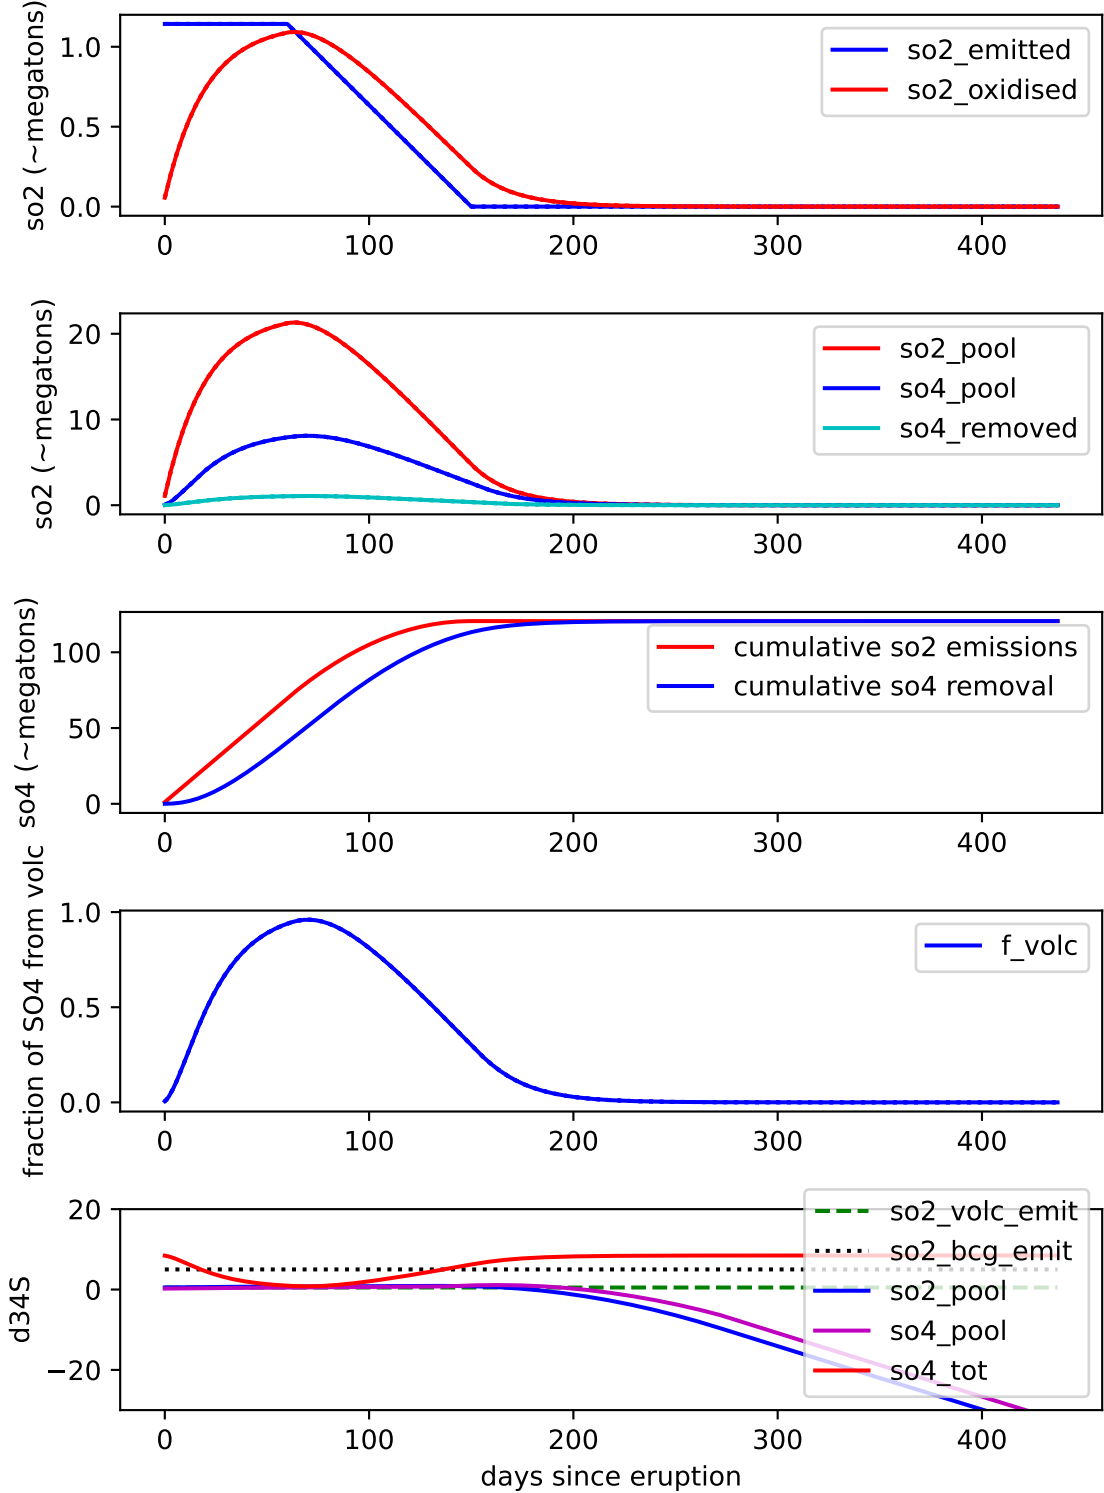 so2 (~megatons)
1.0
0.5
0.0
so2_emitted
so2_oxidised
0 100 200 300 400
so2 (~megatons)
20
10
0
so2_pool
so4_pool
so4_removed
0 100 200 300 400
so4 (~megatons)
100
50
0
cumulative so2 emissions
cumulative so4 removal
0 100 200 300 400
fraction of SO4 from volc
1.0
0.5
0.0
f_volc
0 100 200 300 400
d34S
20
0
−20
so2_volc_emit
so2_bcg_emit
so2_pool
so4_pool
so4_tot
0 100 200 300 400
days since eruption